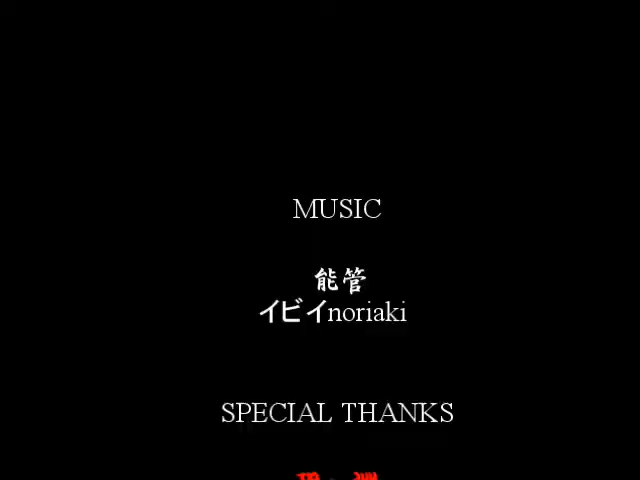 MUSIC
能管
イビイnoriaki
SPECIAL THANKS